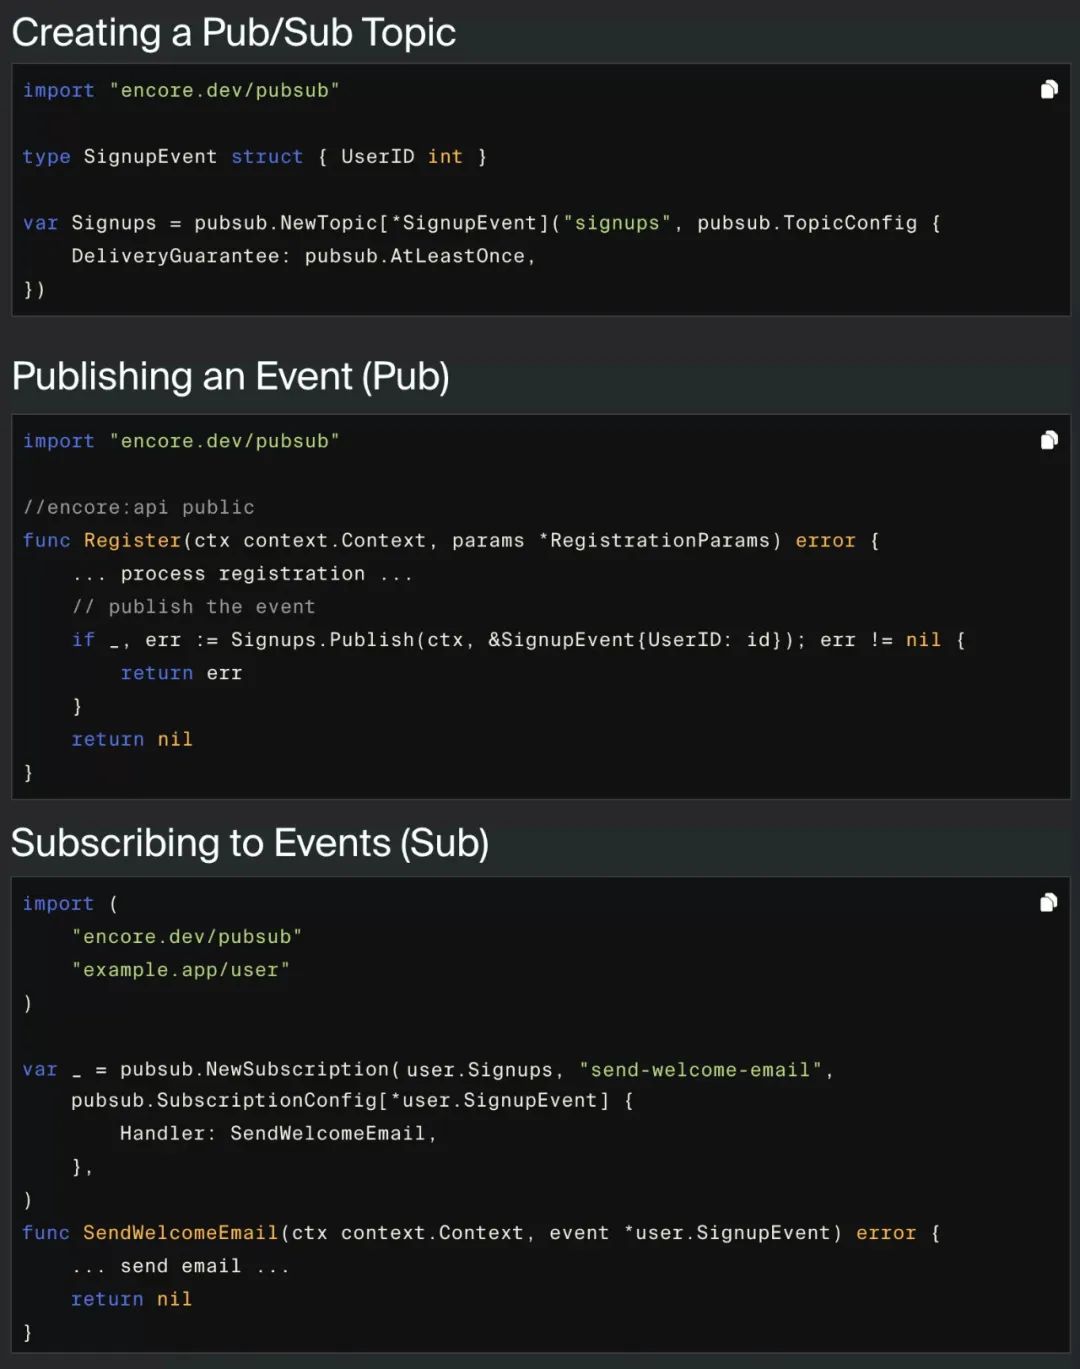 Creating a Pub/Sub Topic
import "encore.dev/pubsub"
type SignupEvent struct { UserID int }
var Signups = pubsub.NewTopic[*SignupEvent]("signups", pubsub.TopicConfig {
    DeliveryGuarantee: pubsub.AtLeastOnce,
})
Publishing an Event (Pub)
import "encore.dev/pubsub"
//encore:api public
func Register(ctx context.Context, params *RegistrationParams) error {
    ... process registration ...
    // publish the event
    if _, err := Signups.Publish(ctx, &SignupEvent{UserID: id}); err != nil {
        return err
    }
    return nil
}
Subscribing to Events (Sub)
import (
    "encore.dev/pubsub"
    "example.app/user"
)
var _ = pubsub.NewSubscription(user.Signups, "send-welcome-email",
    pubsub.SubscriptionConfig[*user.SignupEvent] {
        Handler: SendWelcomeEmail,
    },
)
func SendWelcomeEmail(ctx context.Context, event *user.SignupEvent) error {
    ... send email ...
    return nil
}